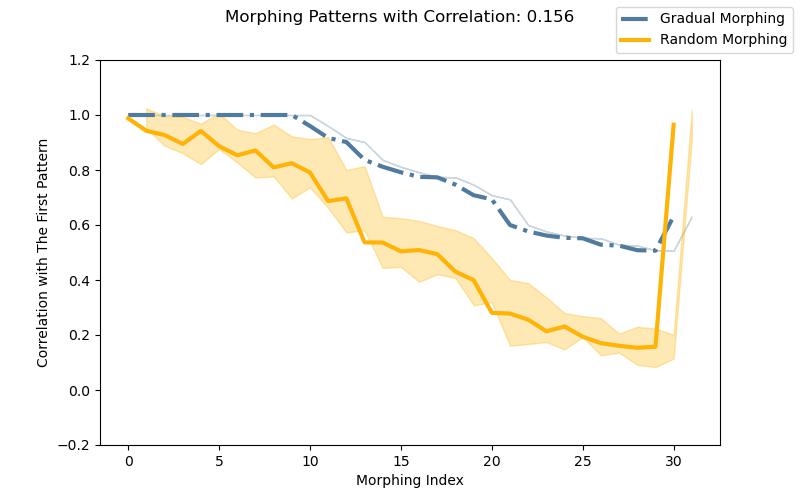 Morphing Patterns with Correlation: 0.156
Gradual Morphing
Random Morphing
1.2
1.0
0.8
0.6
0.4
0.2
0.0
−0.2
Correlation with The First Pattern
0 5 10 15 20 25 30
Morphing Index